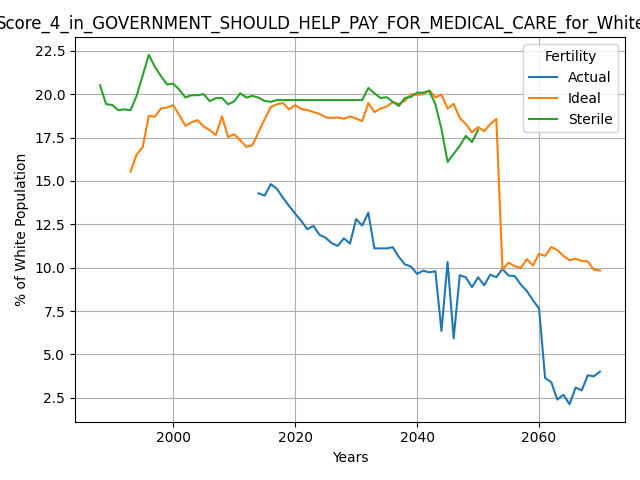 Score_4_in_GOVERNMENT_SHOULD_HELP_PAY_FOR_MEDICAL_CARE_for_White
Fertility
Actual
Ideal
Sterile
% of White Population
22.5
20.0
17.5
15.0
12.5
10.0
7.5
5.0
2.5
2000
2020
2040
2060
Years